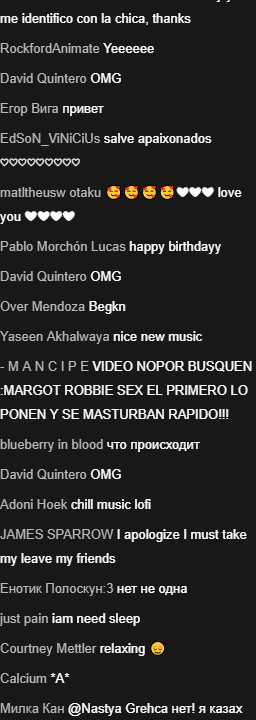 me identifico con la chica, thanks
RockfordAnimate Yeeeeee
David Quintero OMG
Егор Вига привет
EdSoN_ViNiCiUs salve apaixonados
♡♡♡♡♡♡♡♡♡
matltheusw otaku 🥰 🥰 🥰 🥰 ❤❤❤ love
you ❤❤❤❤
Pablo Morchón Lucas happy birthdayy
David Quintero OMG
Over Mendoza Begkn
Yaseen Akhalwaya nice new music
- M A N C I P E VIDEO NOPOR BUSQUEN
:MARGOT ROBBIE SEX EL PRIMERO LO
PONEN Y SE MASTURBAN RAPIDO!!!
blueberry in blood что происходит
David Quintero OMG
Adoni Hoek chill music lofi
JAMES SPARROW I apologize I must take
my leave my friends
Енотик Полоскун:3 нет не одна
just pain iam need sleep
Courtney Mettler relaxing 😌
Calcium *A*
Милка Кан @Nastya Grehca нет! я казах